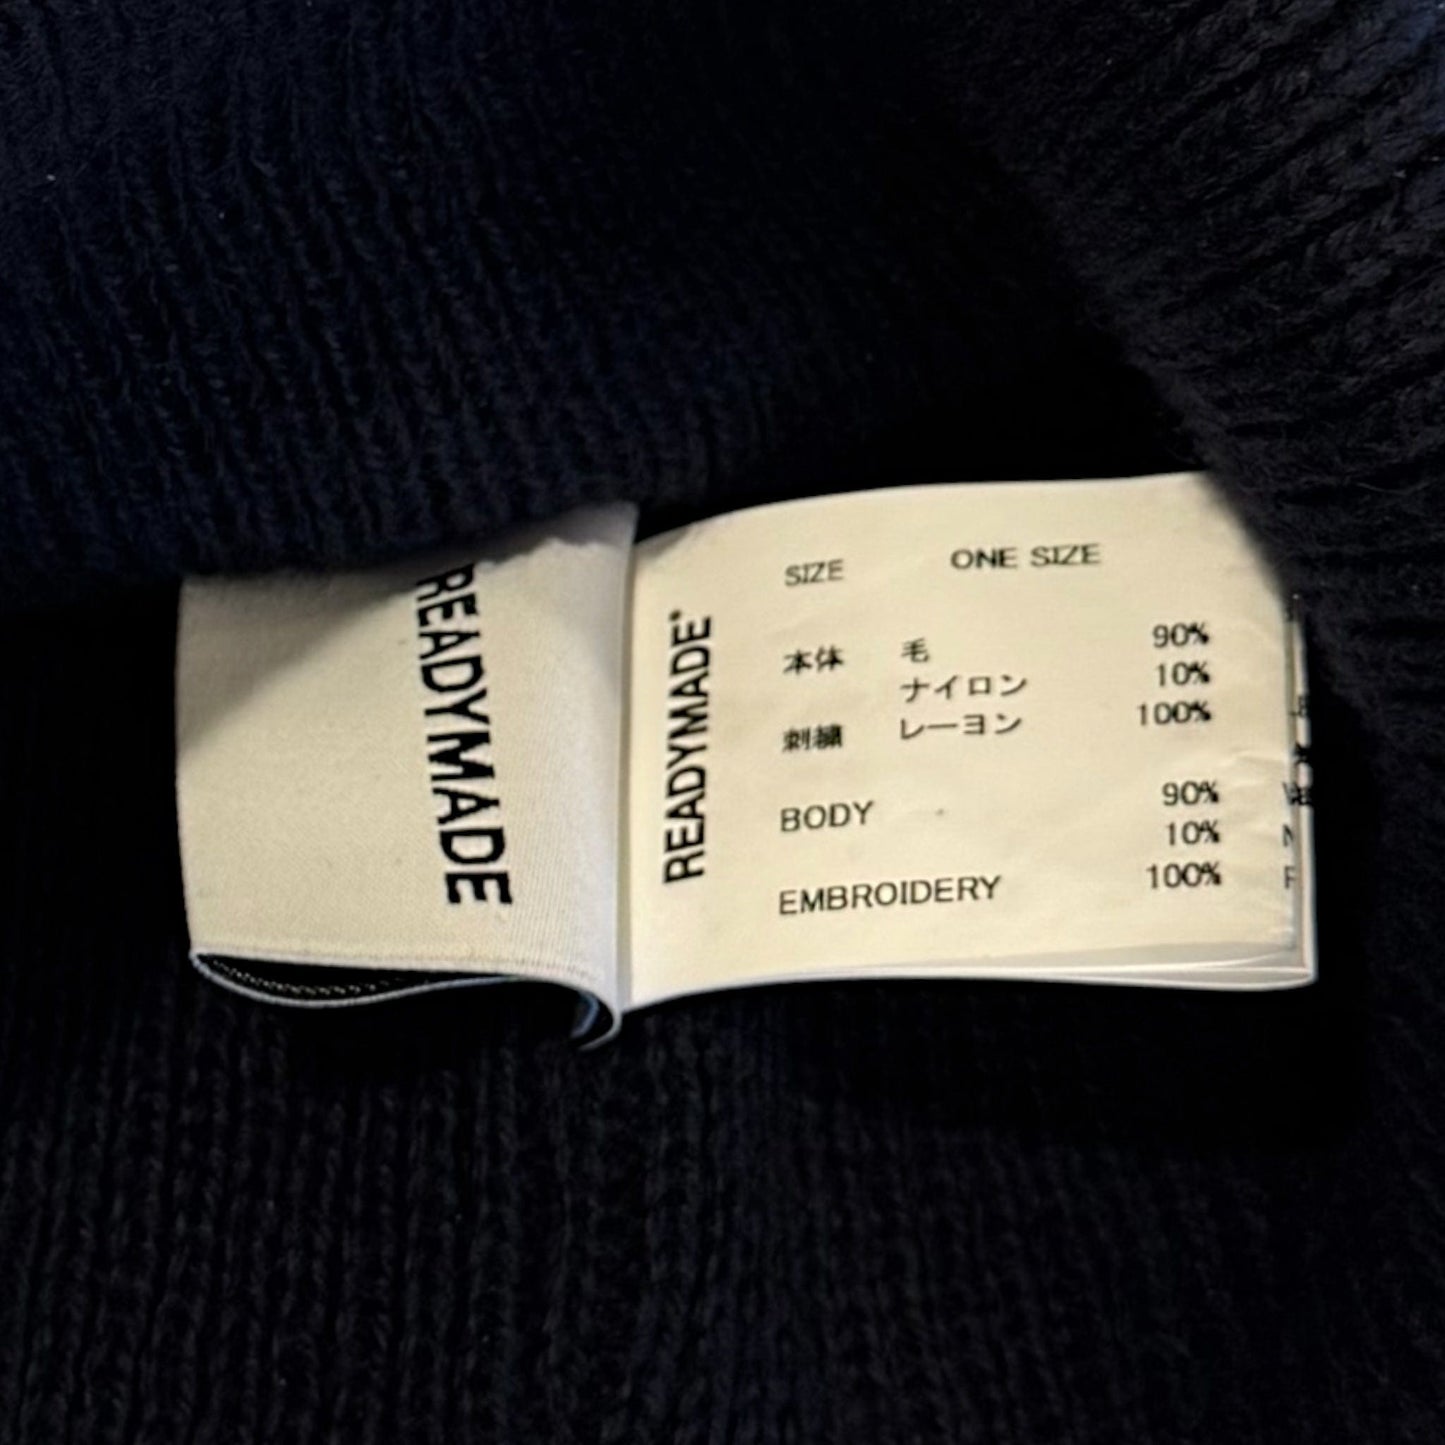 READYMADE
READYMADE®
SIZE ONE SIZE
本体 毛 90%
ナイロン 10%
刺繍 レーヨン 100%
BODY 90%
10%
EMBROIDERY 100%